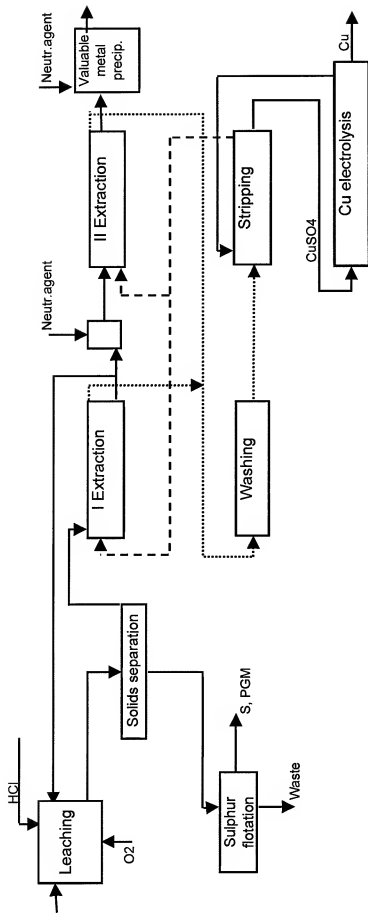 HCl
Leaching
O2
Solids separation
Sulphur
flotation
S, PGM
Waste
I Extraction
Neutr.agent
II Extraction
Neutr.agent
Valuable
metal
precip.
Washing
Stripping
CuSO4
Cu electrolysis
Cu